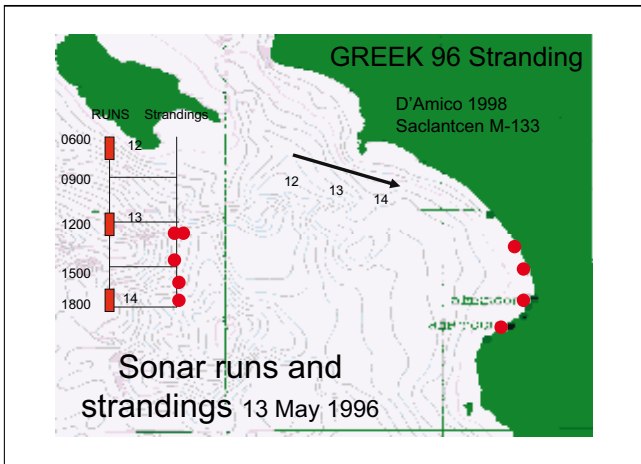 GREEK 96 Stranding
D'Amico 1998
Saclantcen M-133
RUNS Strandings
0600 12
0900
12 13 14
1200 13
1500
1800 14
Sonar runs and
strandings 13 May 1996